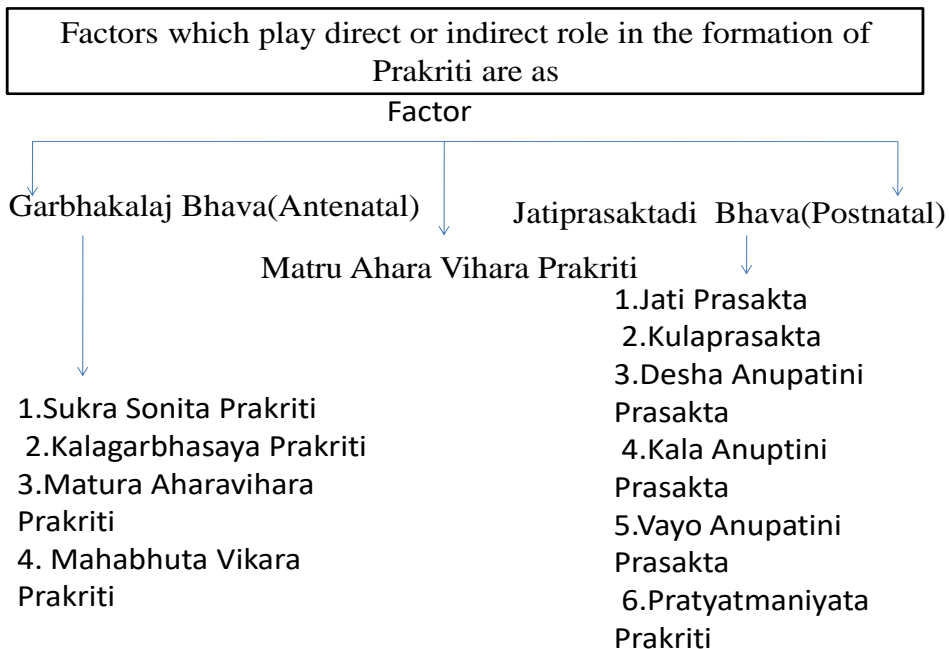 Factors which play direct or indirect role in the formation of
Prakriti are as
Factor
Garbhakalaj Bhava(Antenatal)
Jatiprasaktadi Bhava(Postnatal)
Matru Ahara Vihara Prakriti
1.Sukra Sonita Prakriti
2.Kalagarbhasaya Prakriti
3.Matura Aharavihara
Prakriti
4. Mahabhuta Vikara
Prakriti
1.Jati Prasakta
2.Kulaprasakta
3.Desha Anupatini
Prasakta
4.Kala Anuptini
Prasakta
5.Vayo Anupatini
Prasakta
6.Pratyatmaniyata
Prakriti